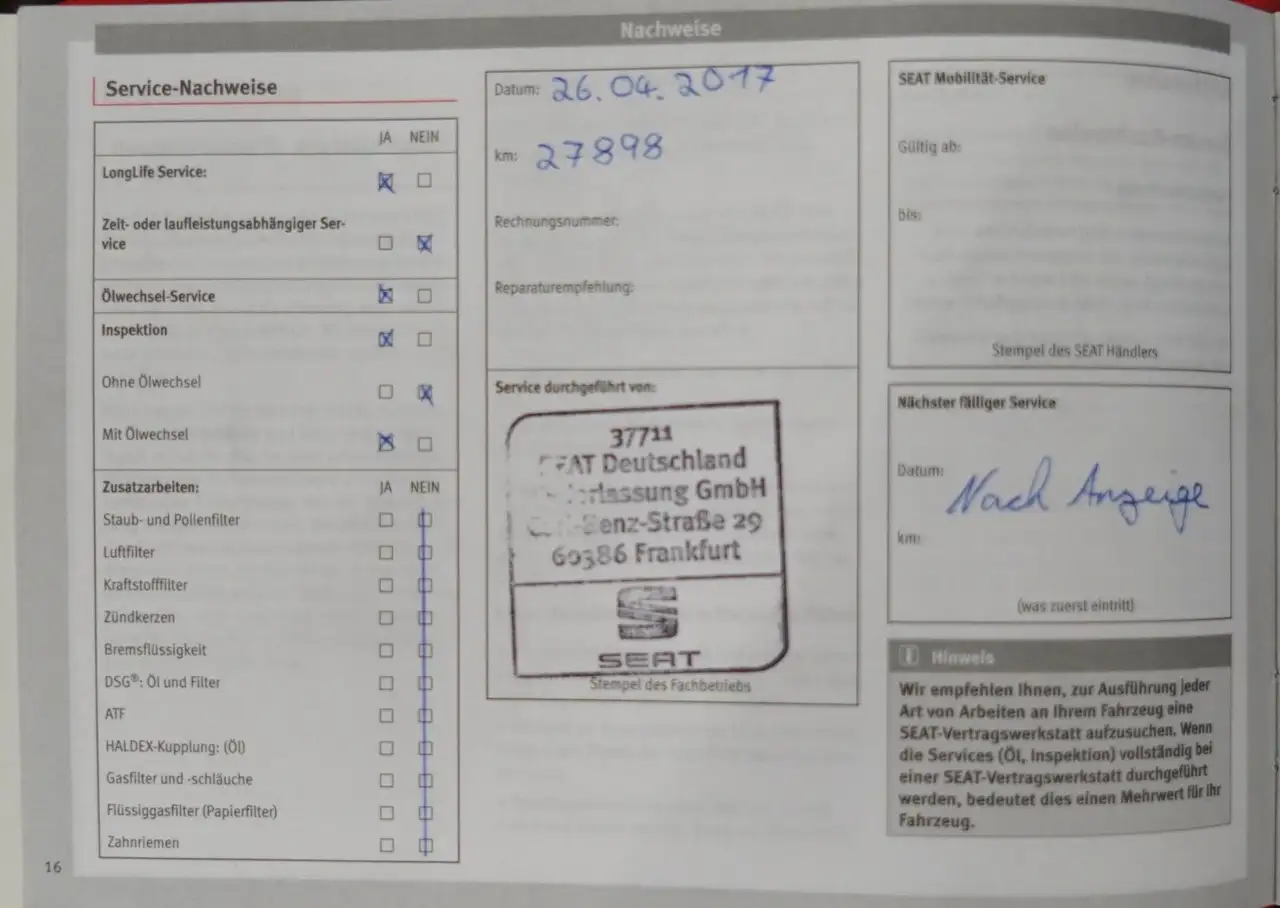 Nachweise
Service-Nachweise
JA NEIN
LongLife Service:
Zeit- oder laufleistungsabhängiger Ser-
vice
Ölwechsel-Service
Inspektion
Ohne Ölwechsel
Mit Ölwechsel
Zusatzarbeiten: JA NEIN
Staub- und Pollenfilter
Luftfilter
Kraftstofffilter
Zündkerzen
Bremsflüssigkeit
DSG®: Öl und Filter
ATF
HALDEX-Kupplung: (Öl)
Gasfilter und -schläuche
Flüssiggasfilter (Papierfilter)
Zahnriemen
16
Datum: 26.04.2017
km: 27898
Rechnungsnummer:
Reparaturempfehlung:
Service durchgeführt von:
37711
Deutschland
GmbH
29
60386 Frankfurt
SEAT
Stempel des Fachbetriebs
SEAT Mobilität-Service
Gültig ab:
bis:
Stempel des SEAT Händlers
Nächster fälliger Service
Datum: Nach Anzeige
km:
(was zuerst eintritt)
Hinweis
Wir empfehlen Ihnen, zur Ausführung jeder
Art von Arbeiten an Ihrem Fahrzeug eine
SEAT-Vertragswerkstatt aufzusuchen. Wenn
die Services (Öl, Inspektion) vollständig bei
einer SEAT-Vertragswerkstatt durchgeführt
werden, bedeutet dies einen Mehrwert für Ihr
Fahrzeug.